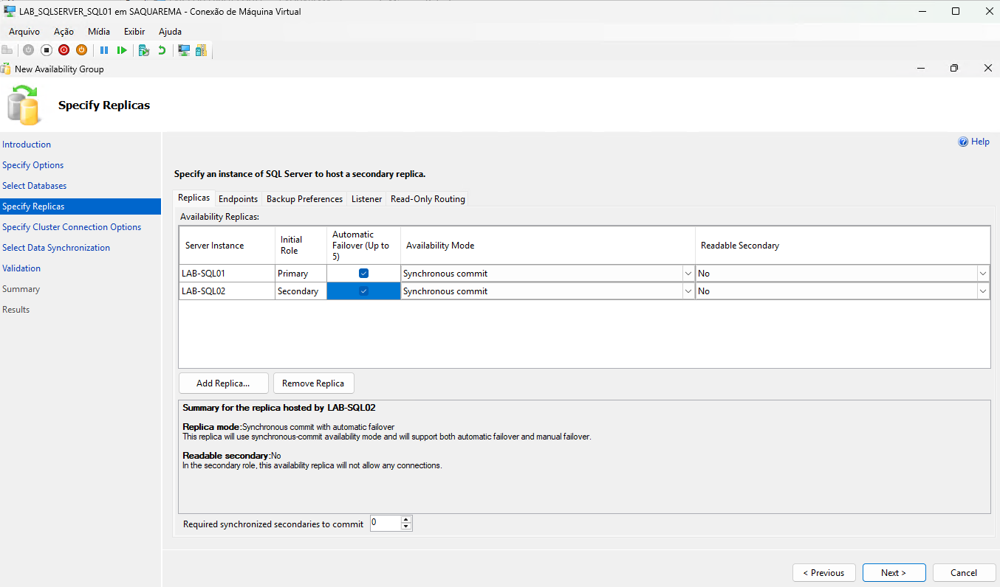 LAB_SQLSERVER_SQL01 em SAQUAREMA - Conexão de Máquina Virtual
Arquivo Ação Mídia Exibir Ajuda
New Availability Group
Specify Replicas
Help
Introduction
Specify Options
Select Databases
Specify Replicas
Specify Cluster Connection Options
Select Data Synchronization
Validation
Summary
Results
Specify an instance of SQL Server to host a secondary replica.
Replicas Endpoints Backup Preferences Listener Read-Only Routing
Availability Replicas:
Server Instance
Initial
Role
Automatic
Failover (Up to
5)
Availability Mode
Readable Secondary
LAB-SQL01 Primary Synchronous commit No
LAB-SQL02 Secondary Synchronous commit No
Add Replica... Remove Replica
Summary for the replica hosted by LAB-SQL02
Replica mode:Synchronous commit with automatic failover
This replica will use synchronous-commit availability mode and will support both automatic failover and manual failover.
Readable secondary:No
In the secondary role, this availability replica will not allow any connections.
Required synchronized secondaries to commit 0
< Previous Next > Cancel